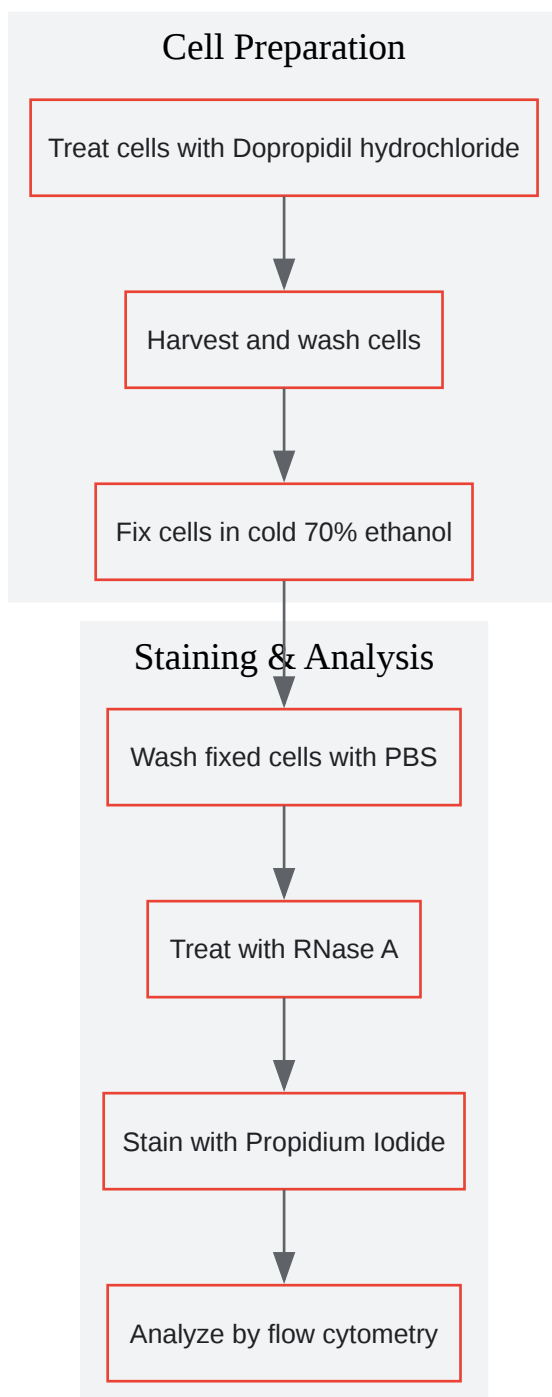 Cell Preparation
Treat cells with Dopropidil hydrochloride
Harvest and wash cells
Fix cells in cold 70% ethanol
Staining & Analysis
Wash fixed cells with PBS
Treat with RNase A
Stain with Propidium Iodide
Analyze by flow cytometry